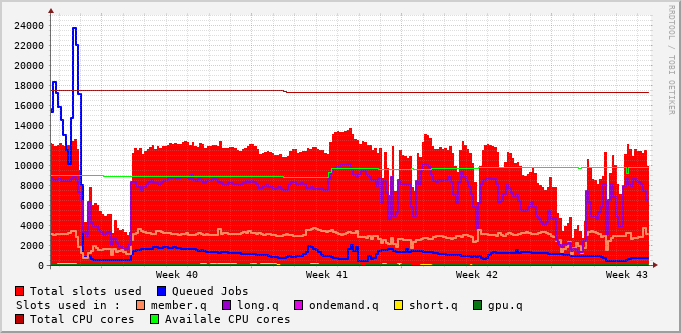 24000
22000
20000
18000
16000
14000
12000
10000
8000
6000
4000
2000
0
Week 40 Week 41 Week 42 Week 43
RRDTOOL / TOBI OETIKER
Total slots used Queued Jobs
Slots used in : member.q long.q ondemand.q short.q gpu.q
Total CPU cores Availale CPU cores